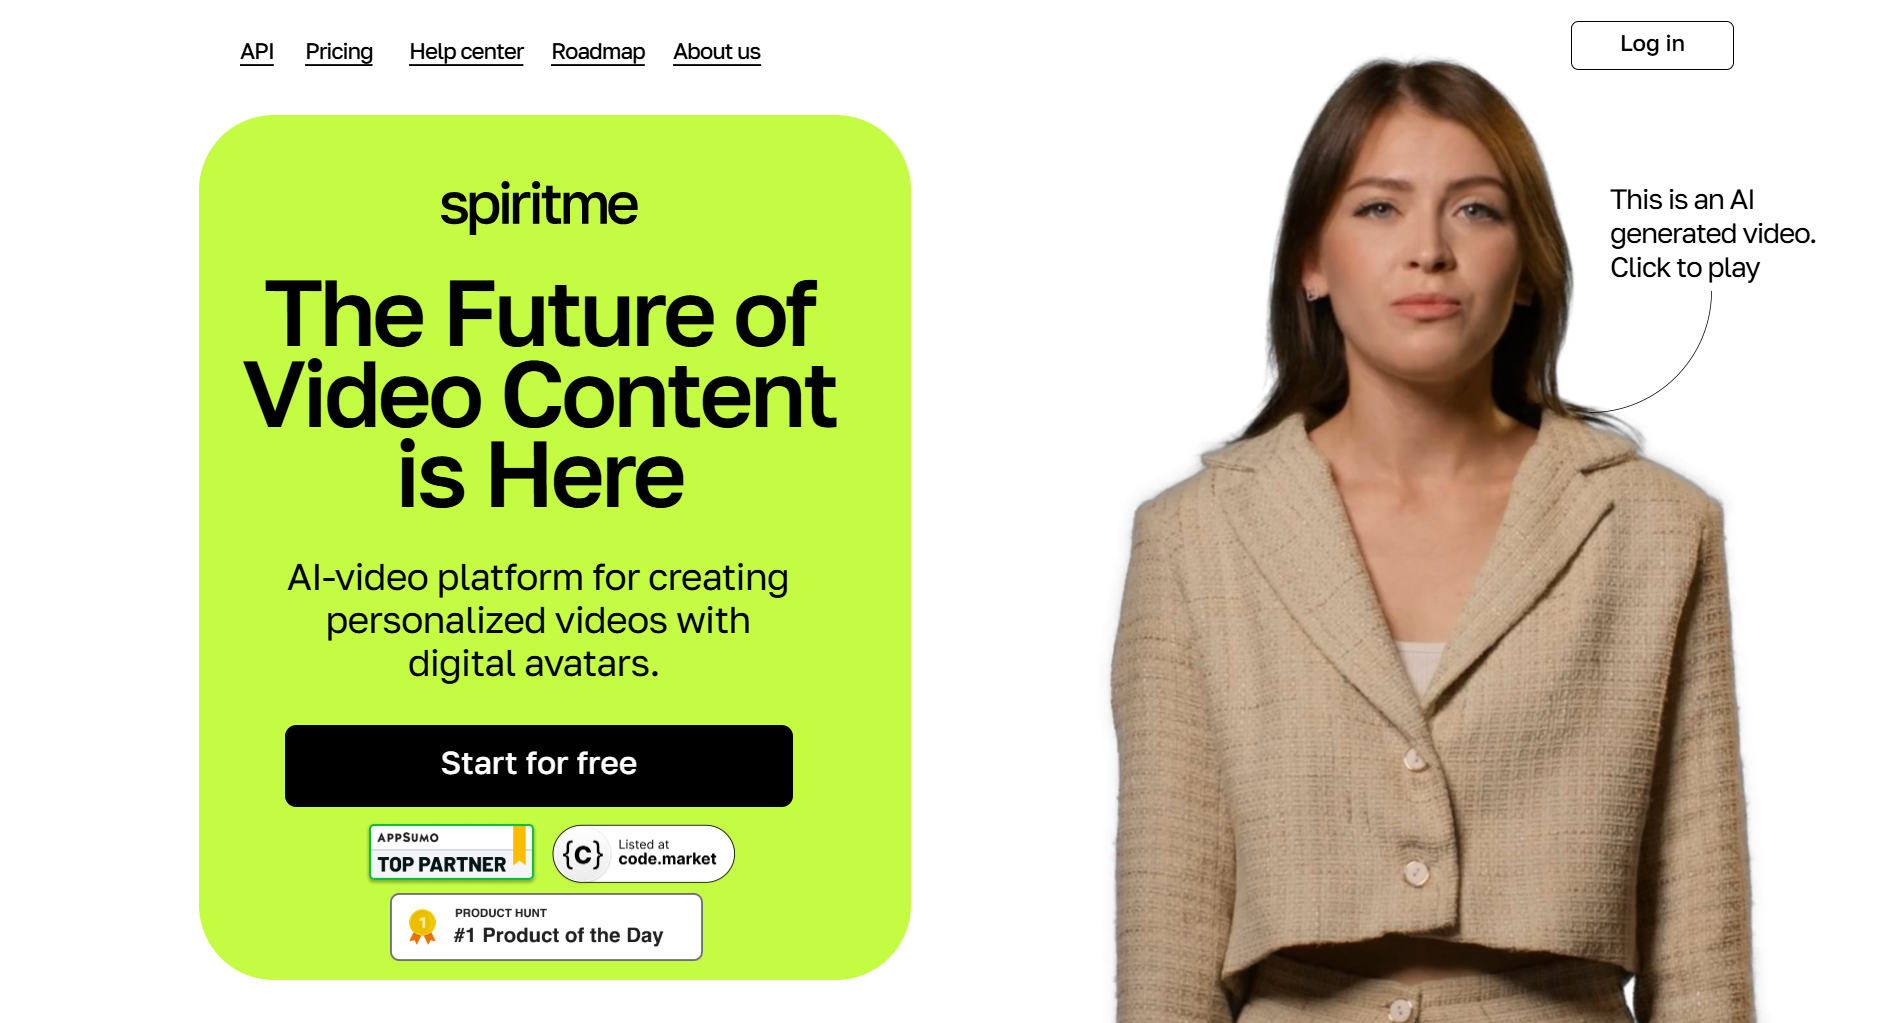 API Pricing Help center Roadmap About us
Log in
spiritme
The Future of
Video Content
is Here
AI-video platform for creating
personalized videos with
digital avatars.
Start for free
APPSUMO
TOP PARTNER
{c}
Listed at
code.market
1
PRODUCT HUNT
#1 Product of the Day
This is an AI
generated video.
Click to play